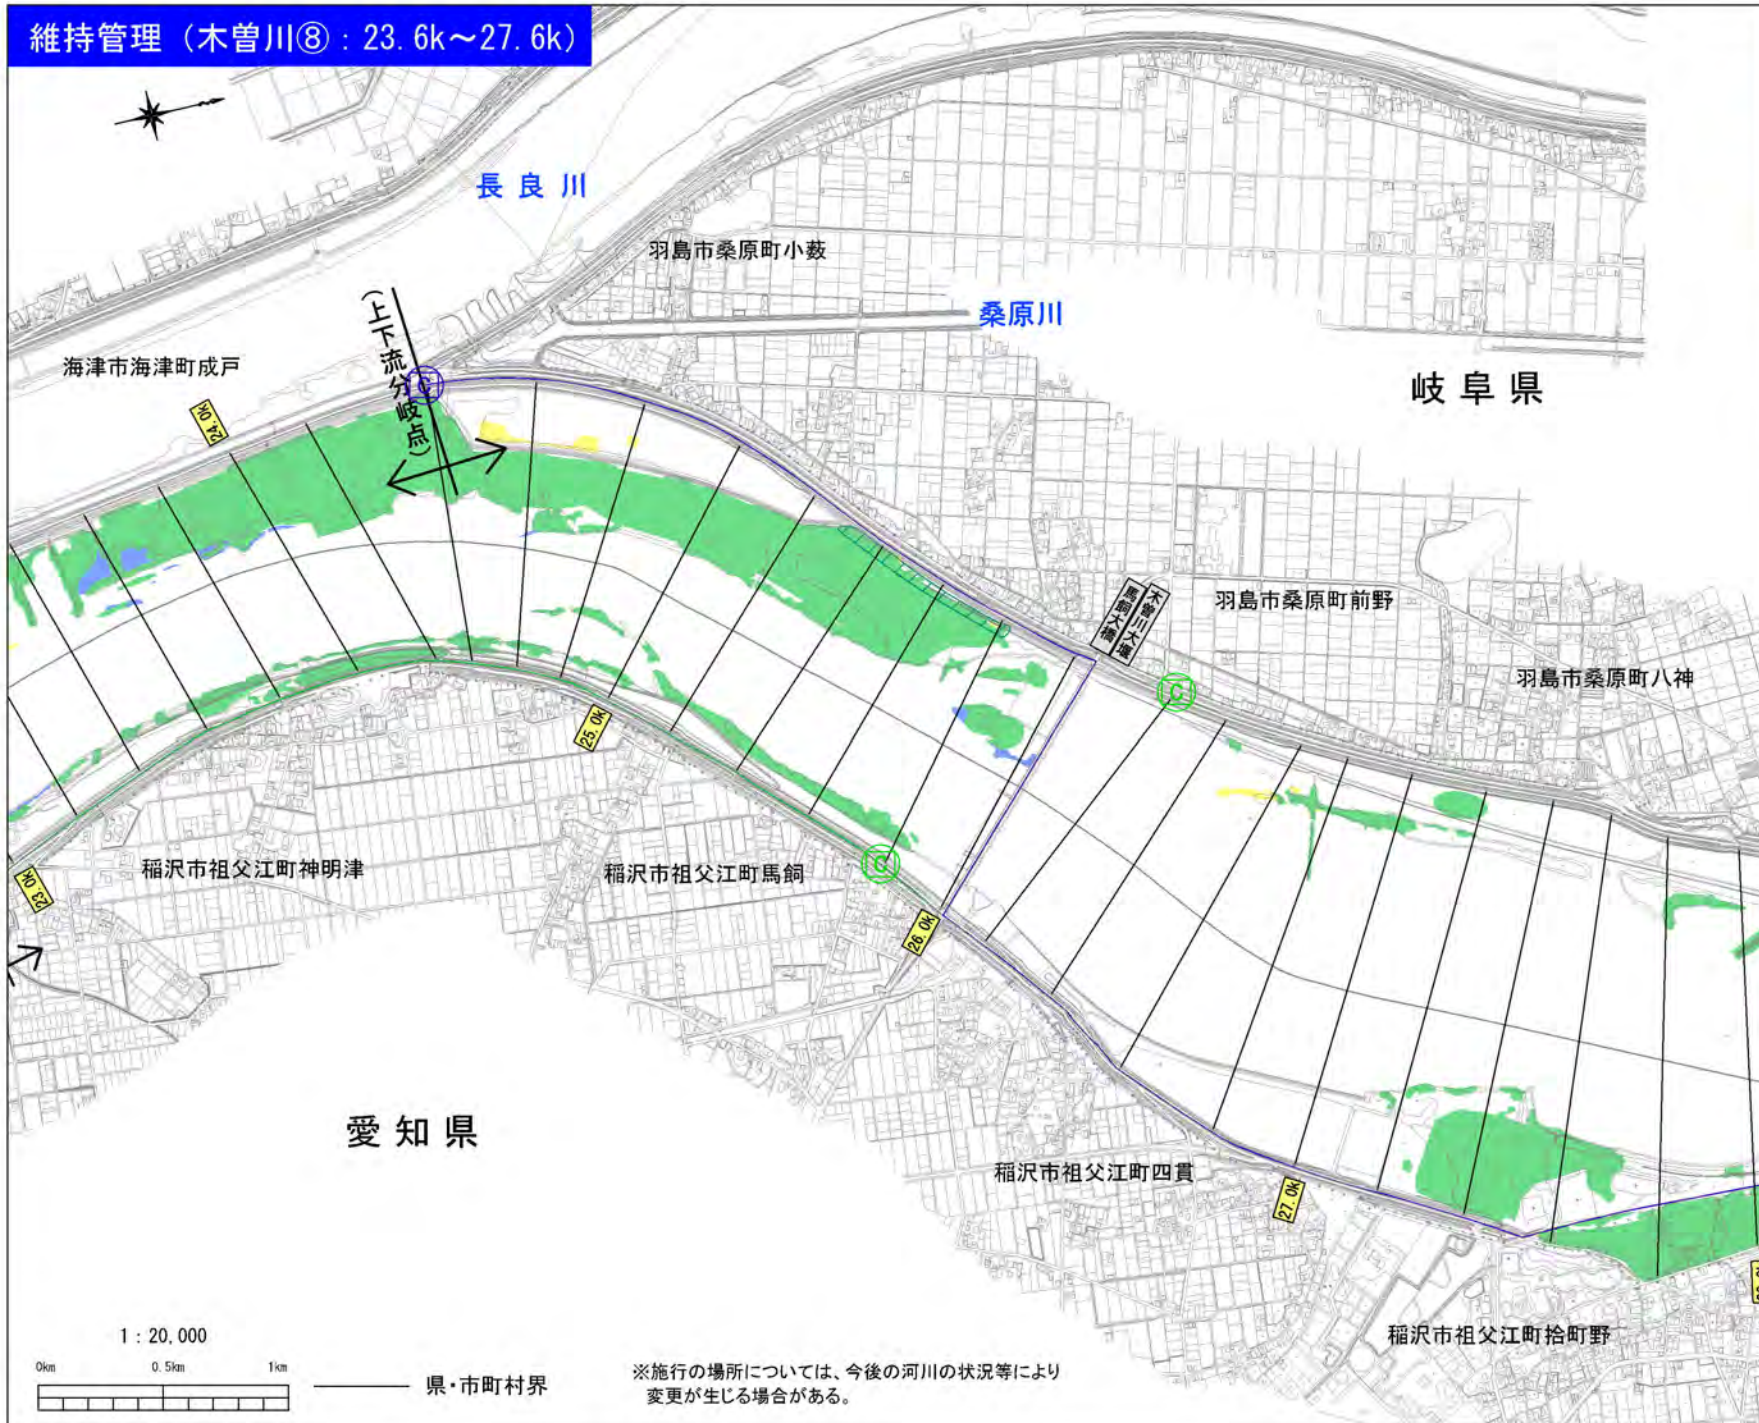 維持管理（木曽川⑧：23.6k～27.6k）
長良川
羽島市桑原町小薮
桑原川
（上下流分岐点）
C
海津市海津町成戸
24.0k
岐阜県
木曽川大堰
馬飼大橋
羽島市桑原町前野
羽島市桑原町八神
C
25.0k
稲沢市祖父江町神明津
稲沢市祖父江町馬飼
C
23.0k
26.0k
愛知県
稲沢市祖父江町四貫
27.0k
稲沢市祖父江町拾町野
1：20,000
0km 0.5km 1km
県・市町村界
※施行の場所については、今後の河川の状況等により
変更が生じる場合がある。